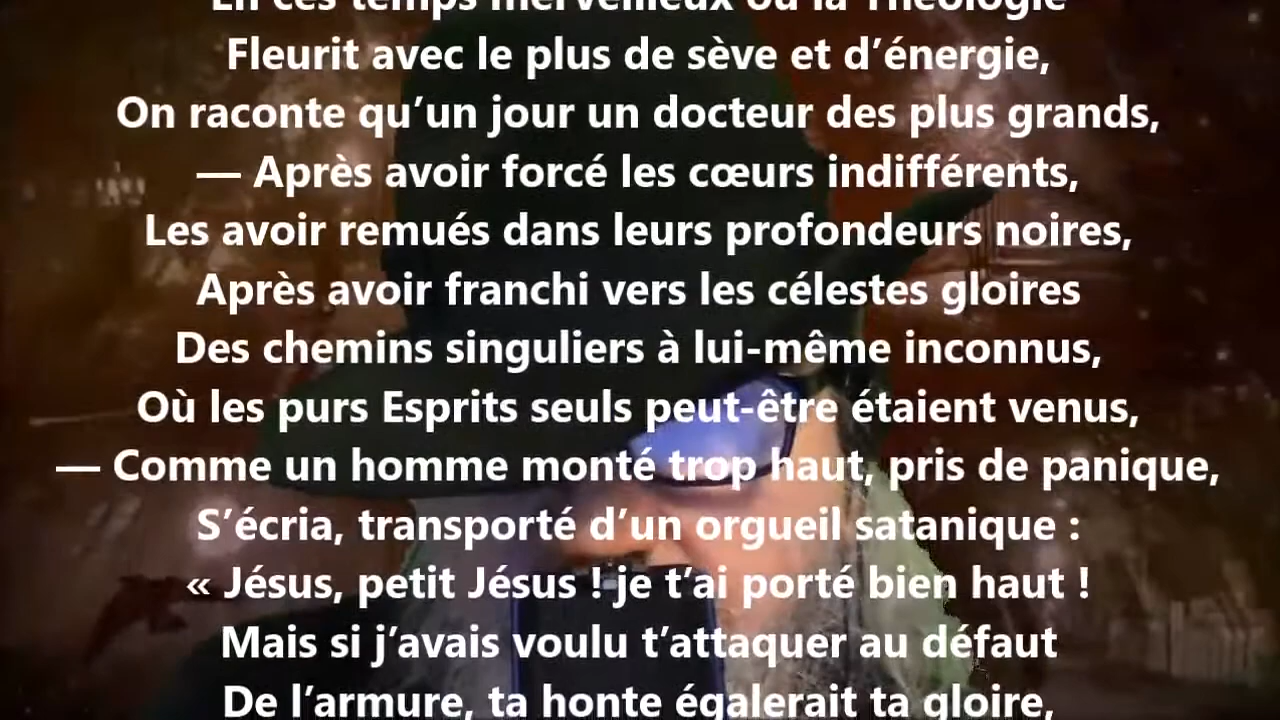 En ces temps merveilleux où la Théologie
Fleurit avec le plus de sève et d’énergie,
On raconte qu’un jour un docteur des plus grands,
— Après avoir forcé les cœurs indifférents,
Les avoir remués dans leurs profondeurs noires,
Après avoir franchi vers les célestes gloires
Des chemins singuliers à lui-même inconnus,
Où les purs Esprits seuls peut-être étaient venus,
— Comme un homme monté trop haut, pris de panique,
S’écria, transporté d’un orgueil satanique :
« Jésus, petit Jésus ! je t’ai porté bien haut !
Mais si j’avais voulu t’attaquer au défaut
De l’armure, ta honte égalerait ta gloire,